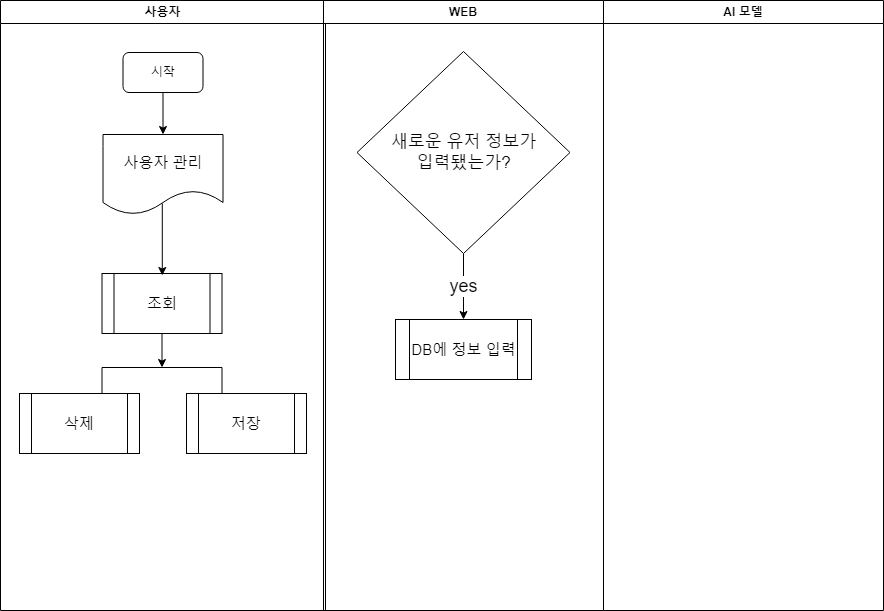 사용자
WEB
AI 모델
시작
사용자 관리
조회
삭제
저장
새로운 유저 정보가
입력됐는가?
yes
DB에 정보 입력